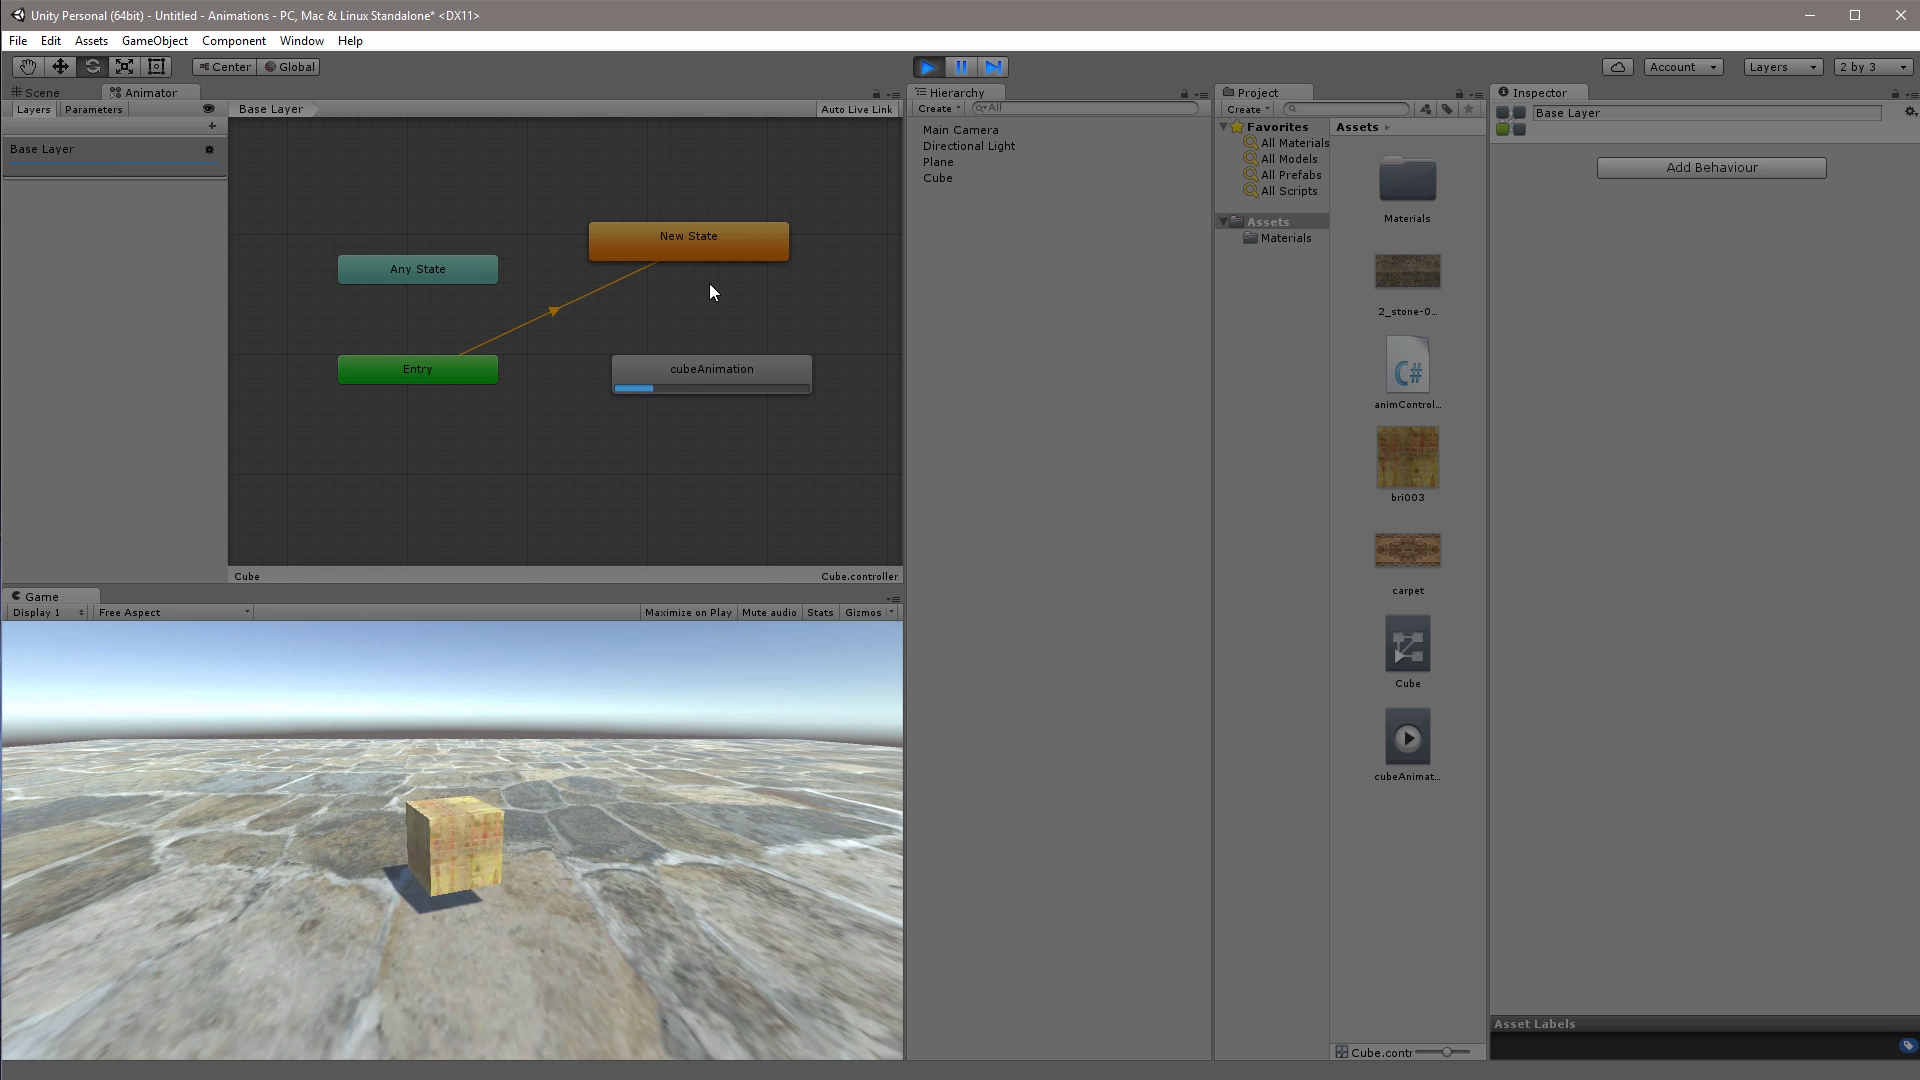 Unity Personal (64bit) - Untitled - Animations - PC, Mac & Linux Standalone* <DX11>
File Edit Assets GameObject Component Window Help
Center Global
Account Layers 2 by 3
Scene Animator
Layers Parameters
Base Layer Auto Live Link
Base Layer
New State
Any State
Entry
cubeAnimation
Cube Cube.controller
Game
Display 1 Free Aspect Maximize on Play Mute audio Stats Gizmos
Hierarchy
Create All
Main Camera
Directional Light
Plane
Cube
Project
Create
Favorites
All Materials
All Models
All Prefabs
All Scripts
Assets
Materials
Assets
Materials
2_stone-0...
C#
animControl...
bri003
carpet
Cube
cubeAnimat...
Cube.contr
Inspector
Base Layer
Add Behaviour
Asset Labels